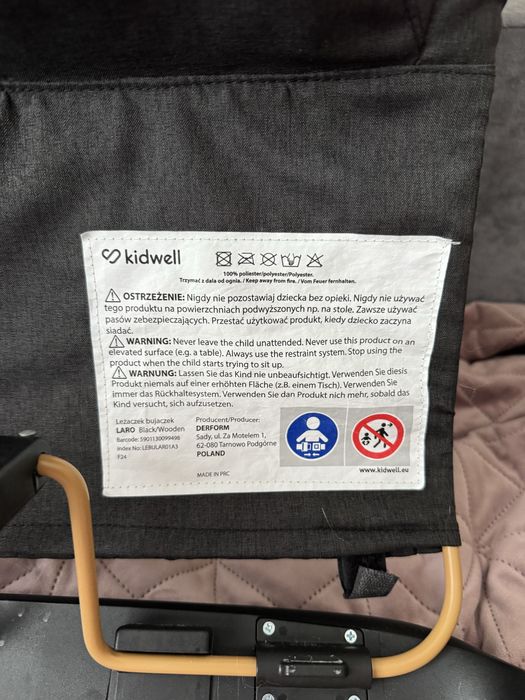 kidwell
100% poliester/polyester/Polyester.
Trzymać z dala od ognia. / Keep away from fire. / Vom Feuer fernhalten.
OSTRZEŻENIE: Nigdy nie pozostawiaj dziecka bez opieki. Nigdy nie używać
tego produktu na powierzchniach podwyższonych np. na stole. Zawsze używać
pasów zebezpieczających. Przestać użytkować produkt, kiedy dziecko zaczyna
siadać.
WARNING: Never leave the child unattended. Never use this product on an
elevated surface (e.g. a table). Always use the restraint system. Stop using the
product when the child starts trying to sit up.
WARNUNG: Lassen Sie das Kind nie unbeaufsichtigt. Verwenden Sie diesis
Produkt niemals auf einer erhöhten Fläche (z.B. einem Tisch). Verwenden Sie
immer das Rückhaltesystem. Verwenden Sie dan Produkt nich mehr, sobald das
Kind versucht, sich aufzusetzen.
Leżaczek bujaczek
LARO Black/Wooden
Barcode: 5901130099498
Index No: LEBULAR01A3
F24
Producent/Producer:
DERFORM
Sady, ul. Za Motelem 1,
62-080 Tarnowo Podgórne
POLAND
MADE IN PRC
www.kidwell.eu